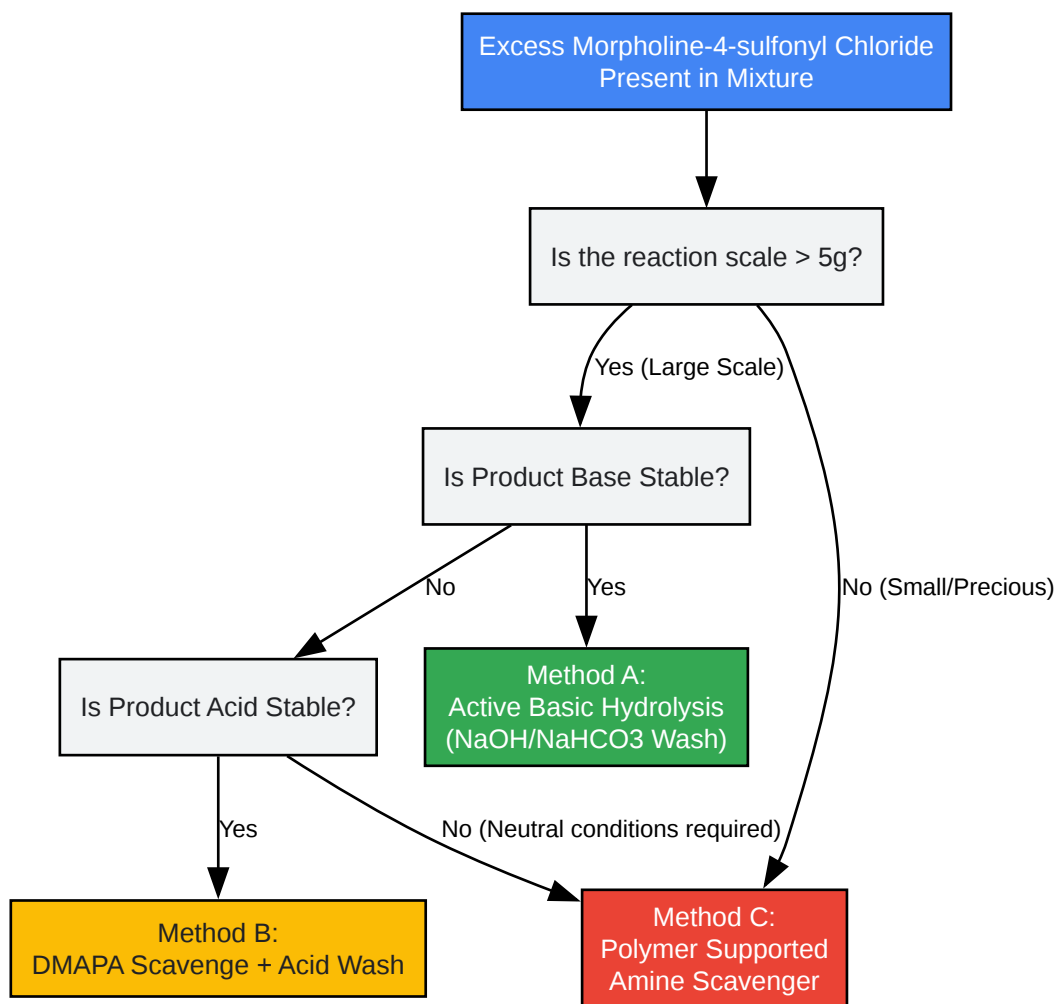 Excess Morpholine-4-sulfonyl Chloride
Present in Mixture
Is the reaction scale > 5g?
Yes (Large Scale)
Is Product Base Stable?
No
Yes
No (Small/Precious)
Is Product Acid Stable?
Method A:
Active Basic Hydrolysis
(NaOH/NaHCO3 Wash)
Yes
No (Neutral conditions required)
Method B:
DMAPA Scavenge + Acid Wash
Method C:
Polymer Supported
Amine Scavenger